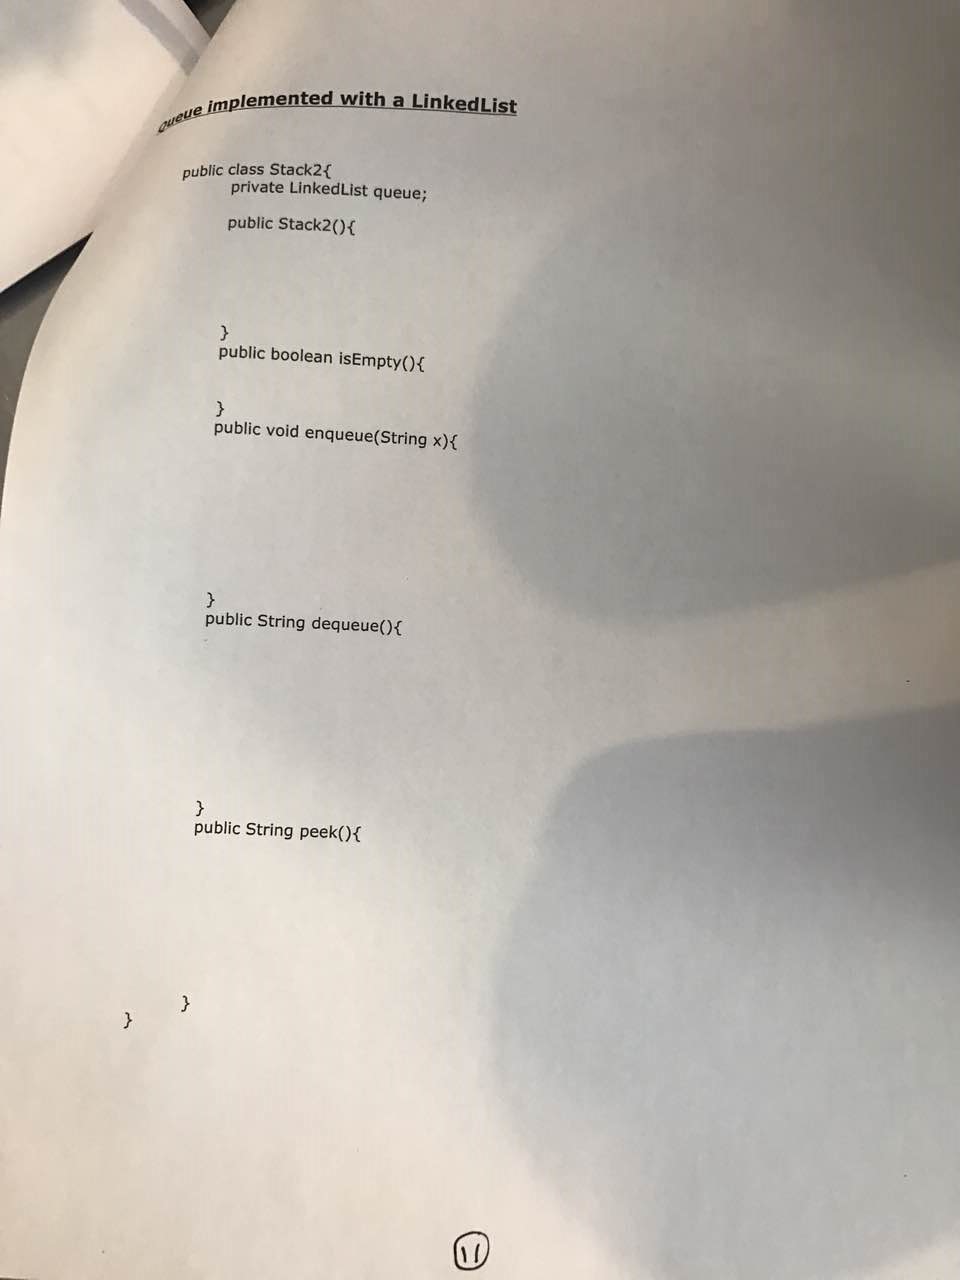 Queue implemented with a LinkedList
public class Stack2{
private LinkedList queue;
public Stack2(){
}
public boolean isEmpty(){
}
public void enqueue(String x){
}
public String dequeue(){
}
public String peek(){
}
}
11